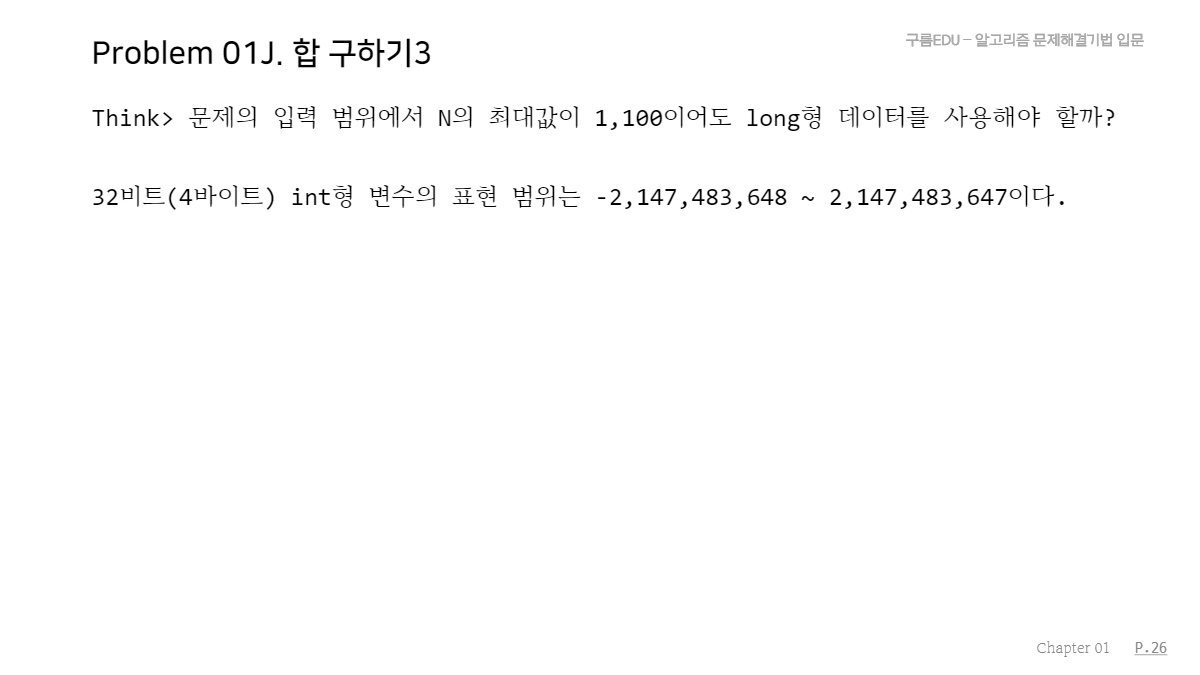 Problem 01J. 합 구하기3
구름EDU – 알고리즘 문제해결기법 입문
Think> 문제의 입력 범위에서 N의 최대값이 1,100이어도 long형 데이터를 사용해야 할까?
32비트(4바이트) int형 변수의 표현 범위는 -2,147,483,648 ~ 2,147,483,647이다.
Chapter 01 P.26